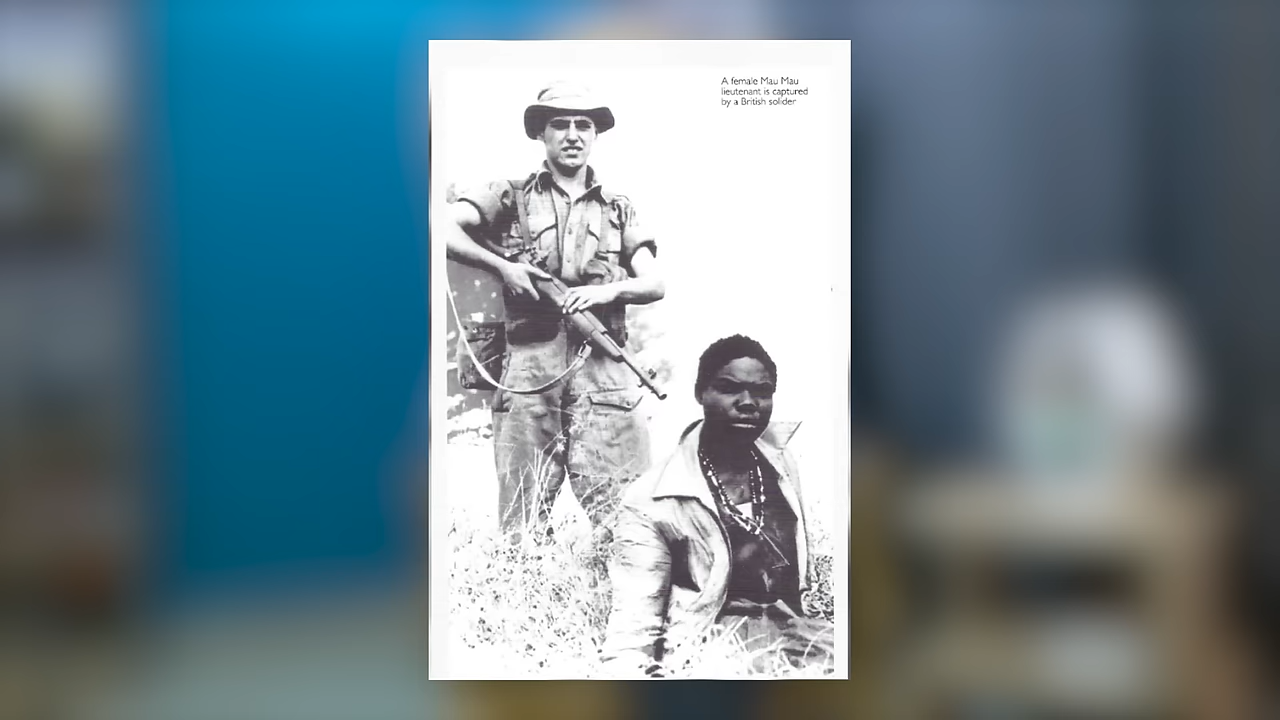 A female Mau Mau
lieutenant is captured
by a British solider